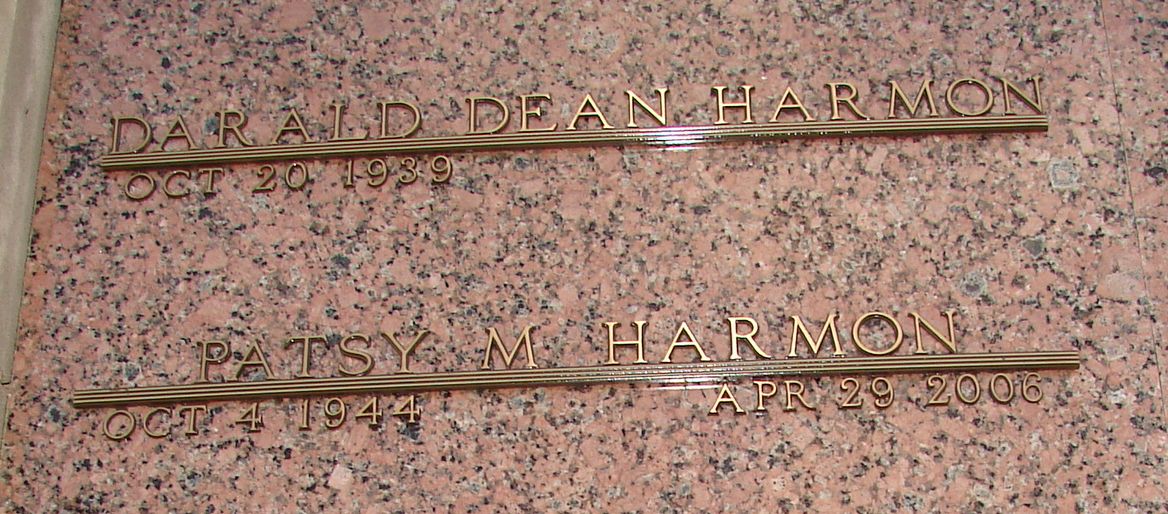 DARALD DEAN HARMON
OCT 20 1939
PATSY M HARMON
OCT 4 1944 APR 29 2006